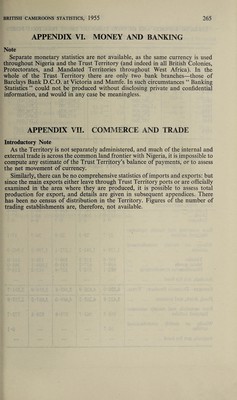 BRITISH CAMEROONS STATISTICS, 1955 265
APPENDIX VI. MONEY AND BANKING
Note
Separate monetary statistics are not available, as the same currency is used
throughout Nigeria and the Trust Territory (and indeed in all British Colonies,
Protectorates, and Mandated Territories throughout West Africa). In the
whole of the Trust Territory there are only two bank branches—those of
Barclays Bank D.C.O. at Victoria and Mamfe. In such circumstances “ Banking
Statistics ” could not be produced without disclosing private and confidential
information, and would in any case be meaningless.
APPENDIX VII. COMMERCE AND TRADE
Introductory Note
As the Territory is not separately administered, and much of the internal and
external trade is across the common land frontier with Nigeria, it is impossible to
compute any estimate of the Trust Territory’s balance of payments, or to assess
the net movement of currency.
Similarly, there can be no comprehensive statistics of imports and exports: but
since the main exports either leave through Trust Territory ports or are officially
examined in the area where they are produced, it is possible to assess total
production for export, and details are given in subsequent appendices. There
has been no census of distribution in the Territory. Figures of the number of
trading establishments are, therefore, not available.